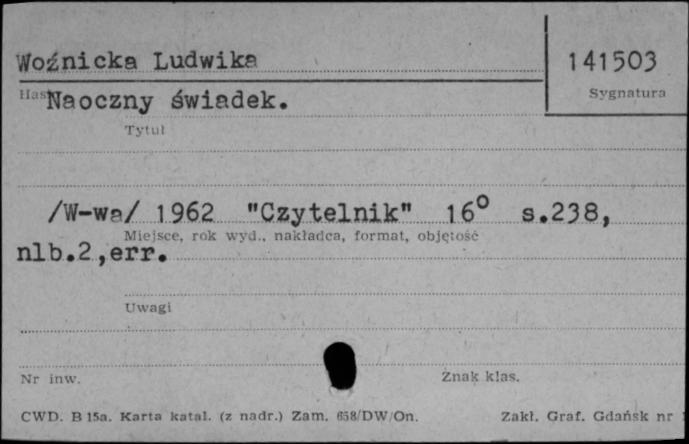 Woźnicka Ludwika
141503
Sygnatura
Has Naoczny świadek.
Tytuł
/W-wa/ 1962 "Czytelnik" 16° s.238,
Miejsce, rok wyd., nakładca, format, objętość
nlb.2,err.
Uwagi
Nr inw.
Znak klas.
CWD. B 15a. Karta katal. (z nadr.) Zam. 658/DW/On.
Zakł. Graf. Gdańsk nr